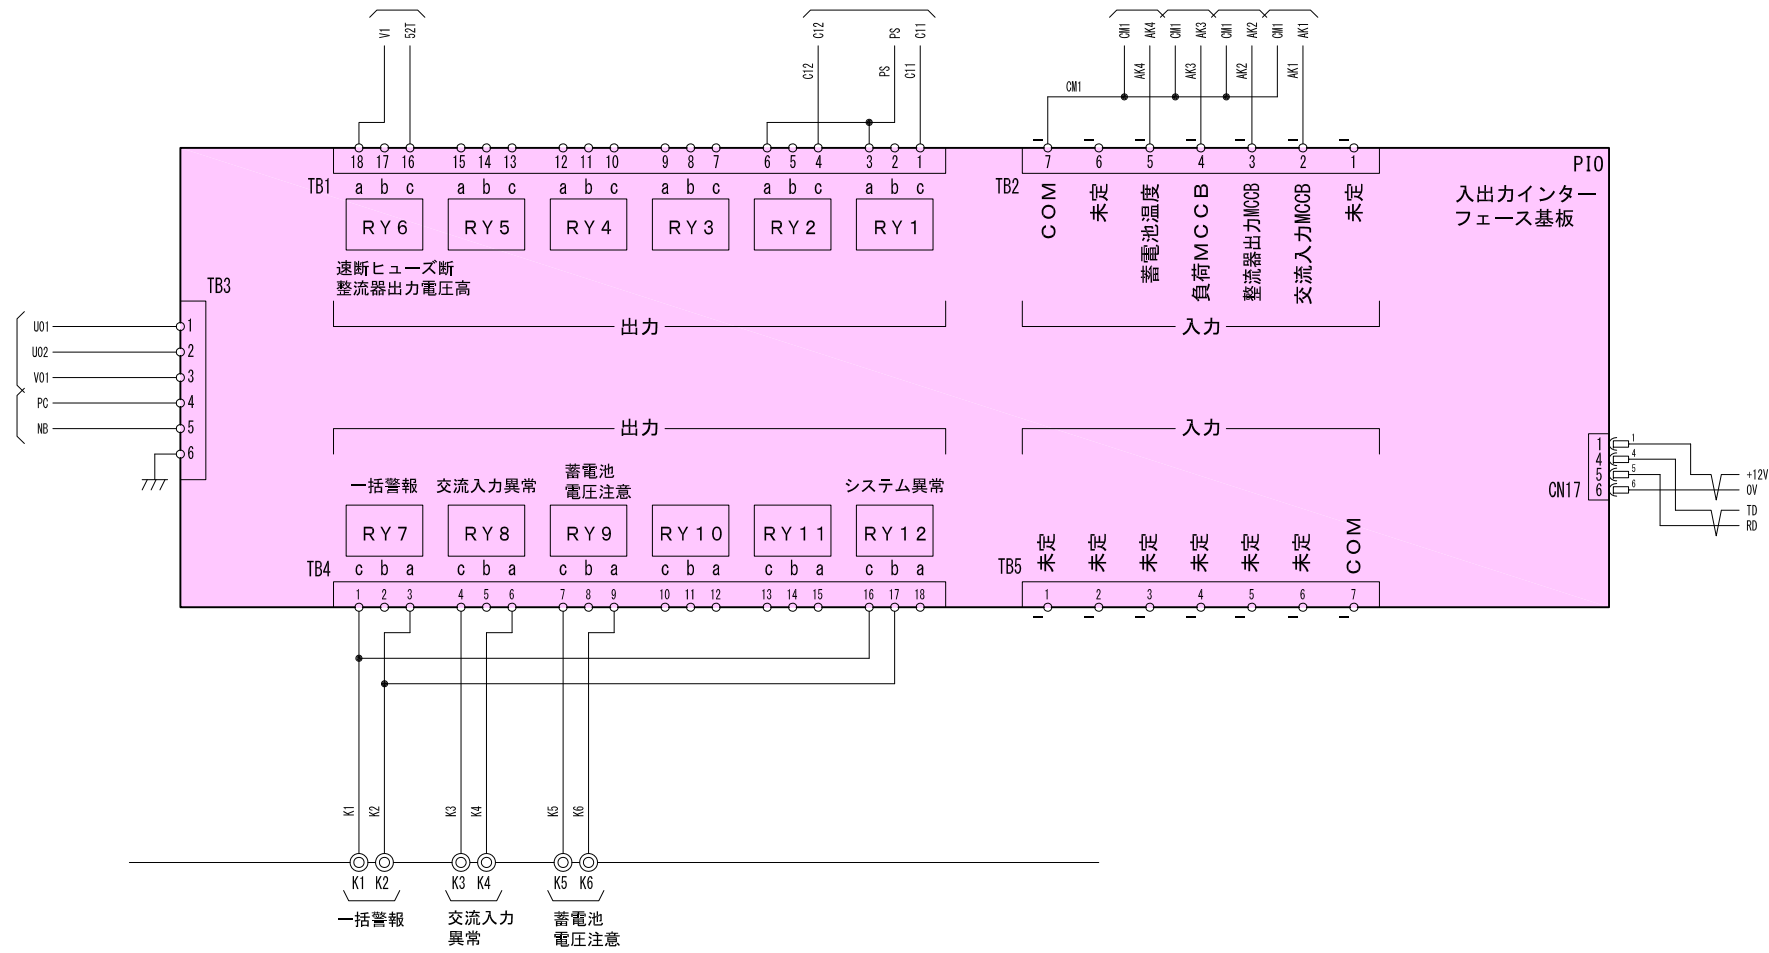 V1 52T C12 PS C11 CM1 AK4 CM1 AK3 CM1 AK2 CM1 AK1
C12 PS C11 CM1 AK4 AK3 AK2 AK1
18 17 16 15 14 13 12 11 10 9 8 7 6 5 4 3 2 1
7 6 5 4 3 2 1
PIO
TB1 a b c a b c a b c a b c a b c a b c
TB2
入出力インター
フェース基板
COM
未定
蓄電池温度
負荷MCCB
整流器出力MCCB
交流入力MCCB
未定
RY6 RY5 RY4 RY3 RY2 RY1
速断ヒューズ断
整流器出力電圧高
TB3
出力 入力
U01 1
U02 2
V01 3
PC 4
NB 5
6
出力 入力
一括警報
交流入力異常
蓄電池
電圧注意
システム異常
RY7 RY8 RY9 RY10 RY11 RY12
未定
未定
未定
未定
未定
未定
COM
TB4 c b a c b a c b a c b a c b a c b a
TB5
1 2 3 4 5 6 7 8 9 10 11 12 13 14 15 16 17 18
1 2 3 4 5 6 7
CN17
1 1
4 4
5 5
6 6
+12V
0V
TD
RD
K1 K2 K3 K4 K5 K6
K1 K2 K3 K4 K5 K6
一括警報
交流入力
異常
蓄電池
電圧注意